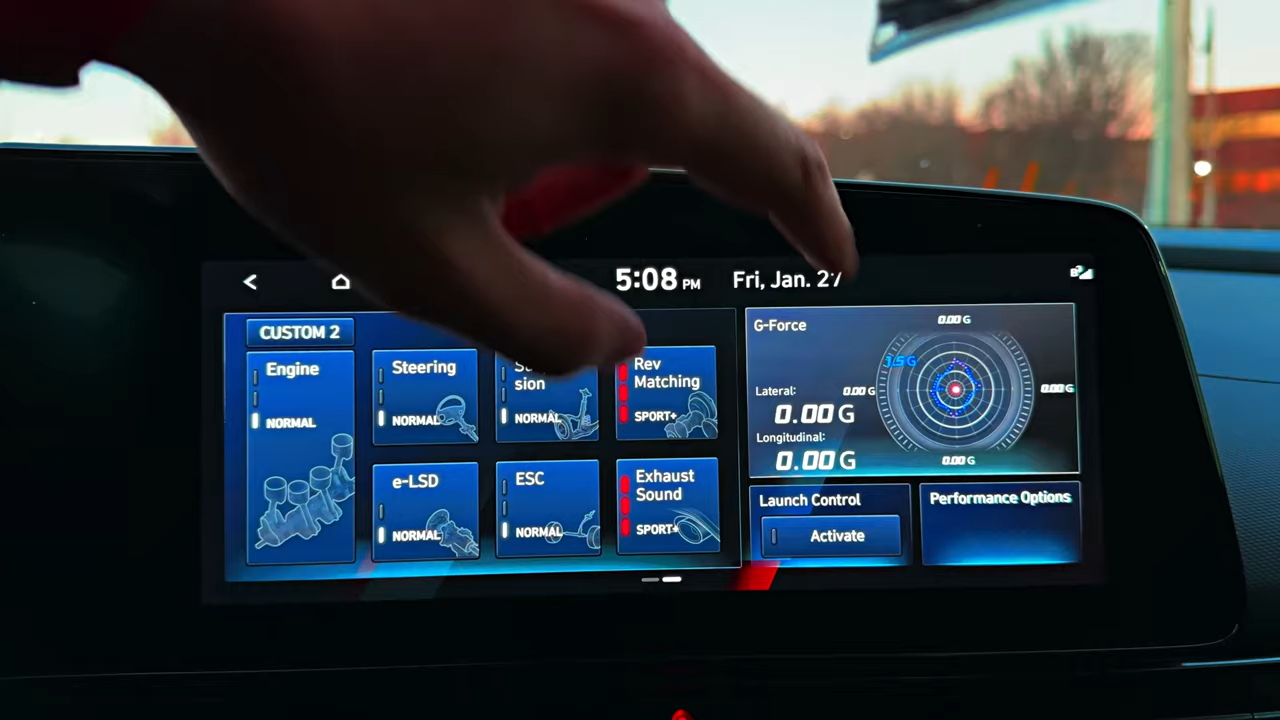 5:08 PM
Fri, Jan. 27
CUSTOM 2
Engine
NORMAL
Steering
NORMAL
sion
NORMAL
Rev
Matching
SPORT+
e-LSD
NORMAL
ESC
NORMAL
Exhaust
Sound
SPORT+
G-Force
0.00 G
1.5 G
Lateral:
0.00 G
0.00 G
0.00 G
Longitudinal:
0.00 G
0.00 G
Launch Control
Activate
Performance Options